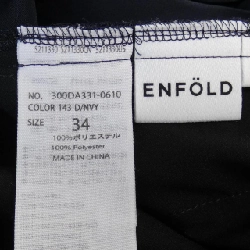 NO. 300DA331-0610
COLOR 143 D/NVY
SIZE 34
100%ポリエステル
100% Polyester
MADE IN CHINA
ENFÖLD